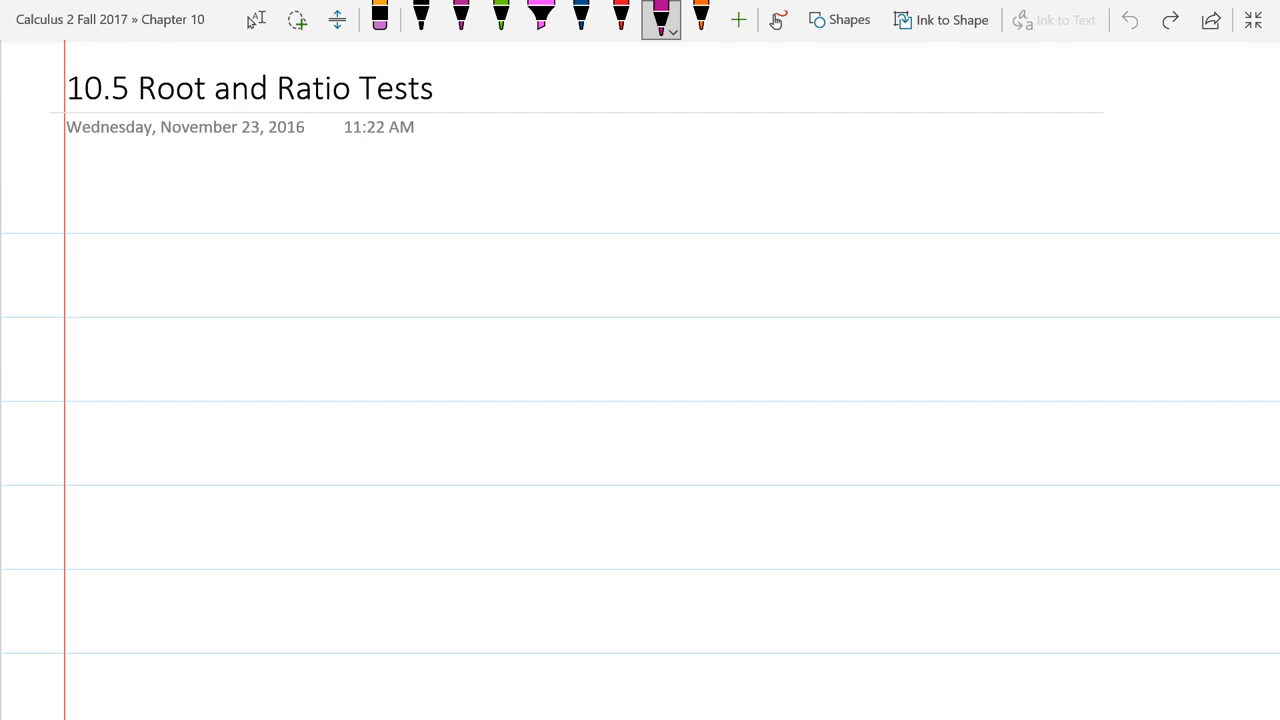 Calculus 2 Fall 2017 » Chapter 10 Shapes Ink to Shape Ink to Text
10.5 Root and Ratio Tests
Wednesday, November 23, 2016 11:22 AM